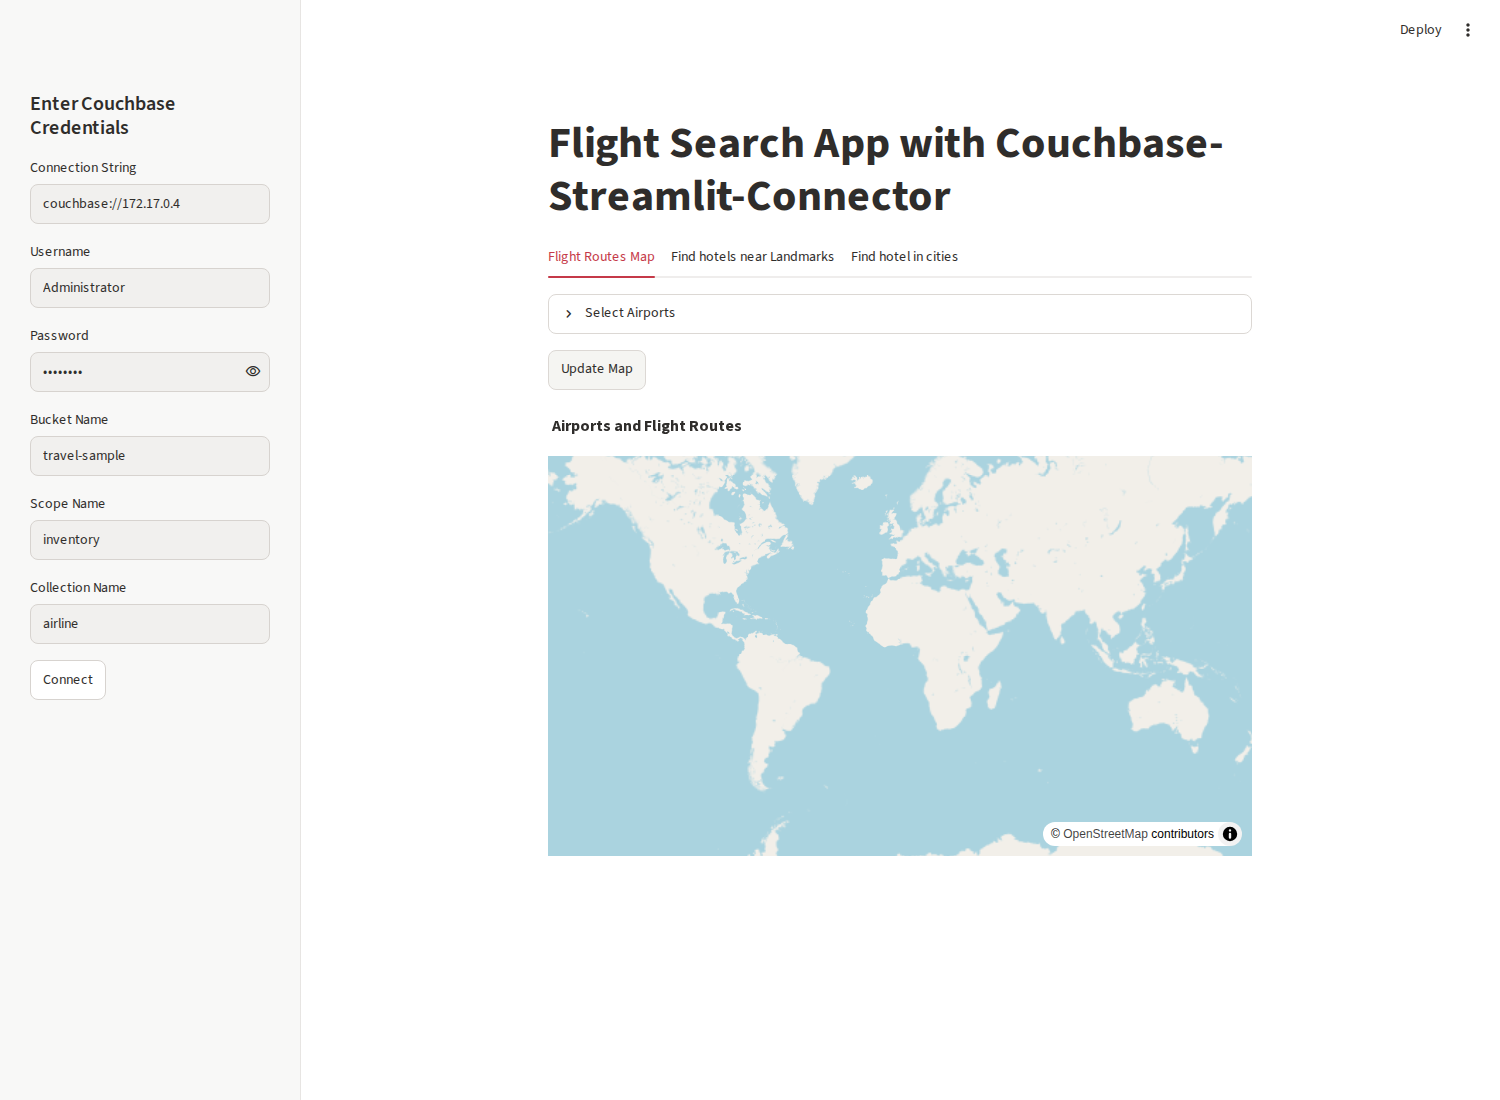 Deploy
Enter Couchbase
Credentials
Connection String
couchbase://172.17.0.4
Username
Administrator
Password
••••••••
Bucket Name
travel-sample
Scope Name
inventory
Collection Name
airline
Connect
Flight Search App with Couchbase-
Streamlit-Connector
Flight Routes Map
Find hotels near Landmarks
Find hotel in cities
Select Airports
Update Map
Airports and Flight Routes
© OpenStreetMap contributors